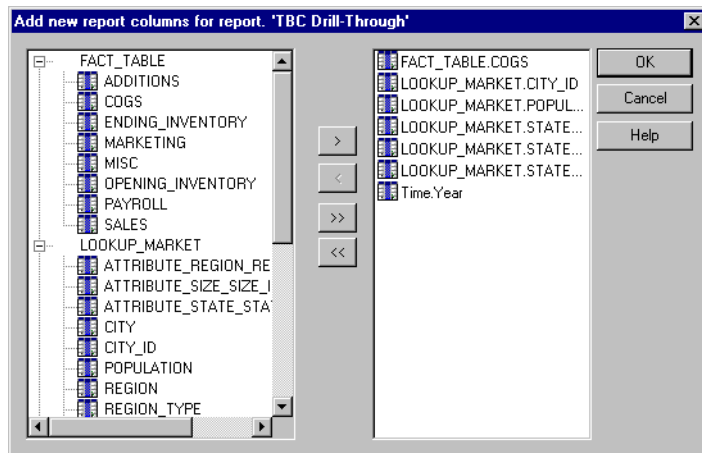 Add new report columns for report. 'TBC Drill-Through'
FACT_TABLE
ADDITIONS
COGS
ENDING_INVENTORY
MARKETING
MISC
OPENING_INVENTORY
PAYROLL
SALES
LOOKUP_MARKET
ATTRIBUTE_REGION_RE
ATTRIBUTE_SIZE_SIZE_I
ATTRIBUTE_STATE_STA
CITY
CITY_ID
POPULATION
REGION
REGION_TYPE
>
<
>>
<<
FACT_TABLE.COGS
LOOKUP_MARKET.CITY_ID
LOOKUP_MARKET.POPUL...
LOOKUP_MARKET.STATE...
LOOKUP_MARKET.STATE...
LOOKUP_MARKET.STATE...
Time.Year
OK
Cancel
Help